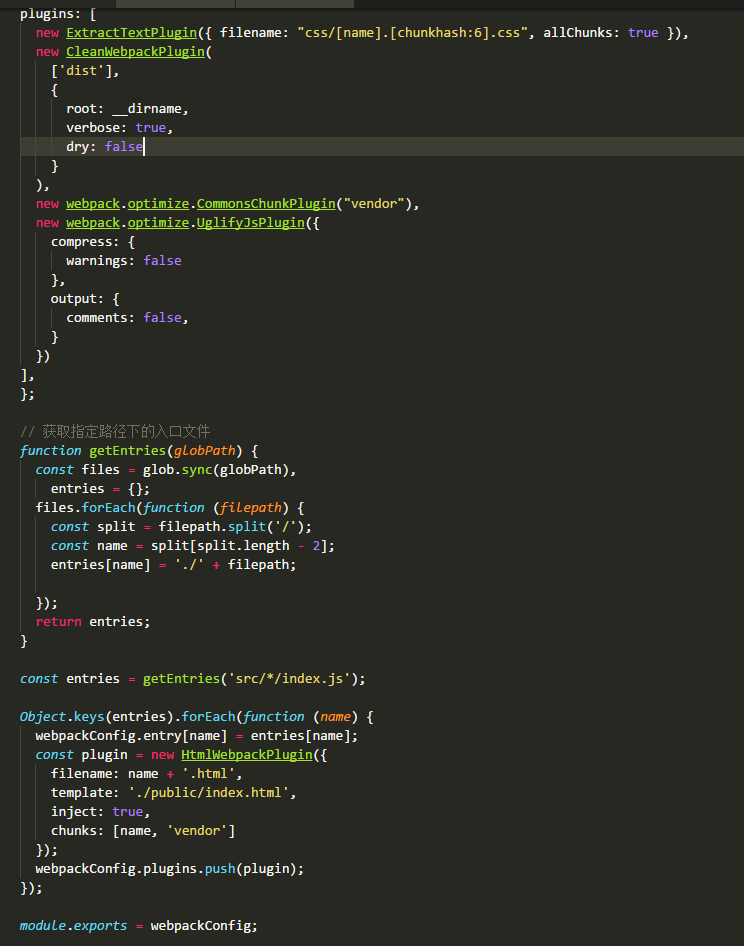 plugins: [
new ExtractTextPlugin({ filename: "css/[name].[chunkhash:6].css", allChunks: true }),
new CleanWebpackPlugin(
['dist'],
{
root: __dirname,
verbose: true,
dry: false
}
),
new webpack.optimize.CommonsChunkPlugin("vendor"),
new webpack.optimize.UglifyJsPlugin({
compress: {
warnings: false
},
output: {
comments: false,
}
})
],
};
// 获取指定路径下的入口文件
function getEntries(globPath) {
const files = glob.sync(globPath),
entries = {};
files.forEach(function (filepath) {
const split = filepath.split('/');
const name = split[split.length - 2];
entries[name] = './' + filepath;
});
return entries;
}
const entries = getEntries('src/*/index.js');
Object.keys(entries).forEach(function (name) {
webpackConfig.entry[name] = entries[name];
const plugin = new HtmlWebpackPlugin({
filename: name + '.html',
template: './public/index.html',
inject: true,
chunks: [name, 'vendor']
});
webpackConfig.plugins.push(plugin);
});
module.exports = webpackConfig;